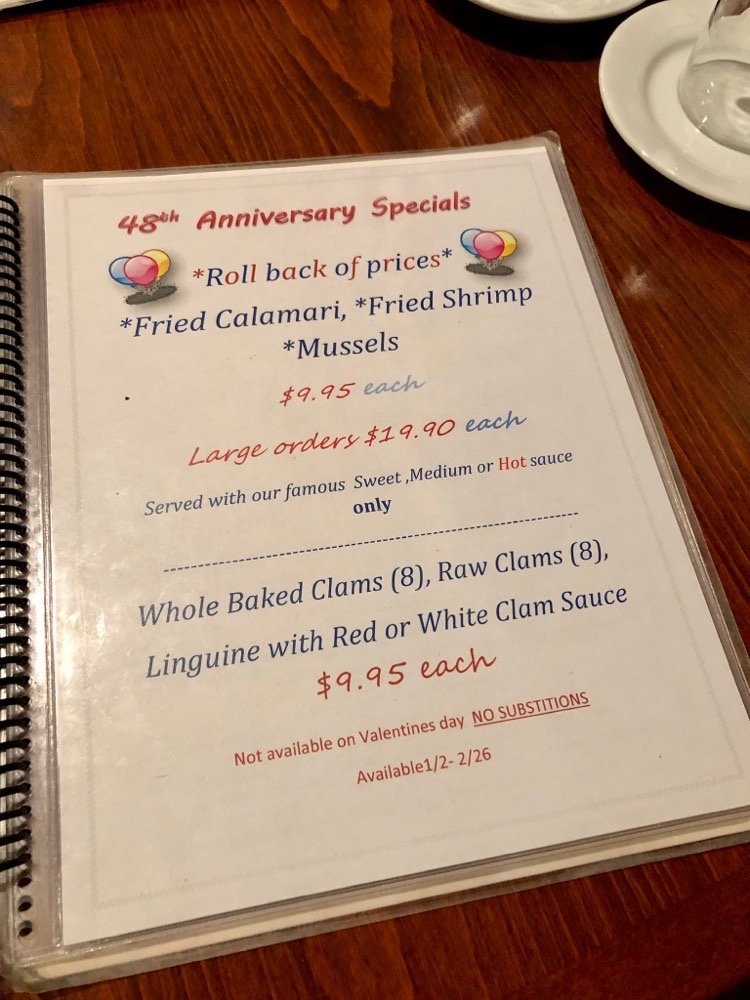 48th Anniversary Specials
*Roll back of prices*
*Fried Calamari, *Fried Shrimp
*Mussels
$9.95 each
Large orders $19.90 each
Served with our famous Sweet ,Medium or Hot sauce
only
--------------------------------------------------------------
Whole Baked Clams (8), Raw Clams (8),
Linguine with Red or White Clam Sauce
$9.95 each
Not available on Valentines day NO SUBSTITIONS
Available1/2- 2/26